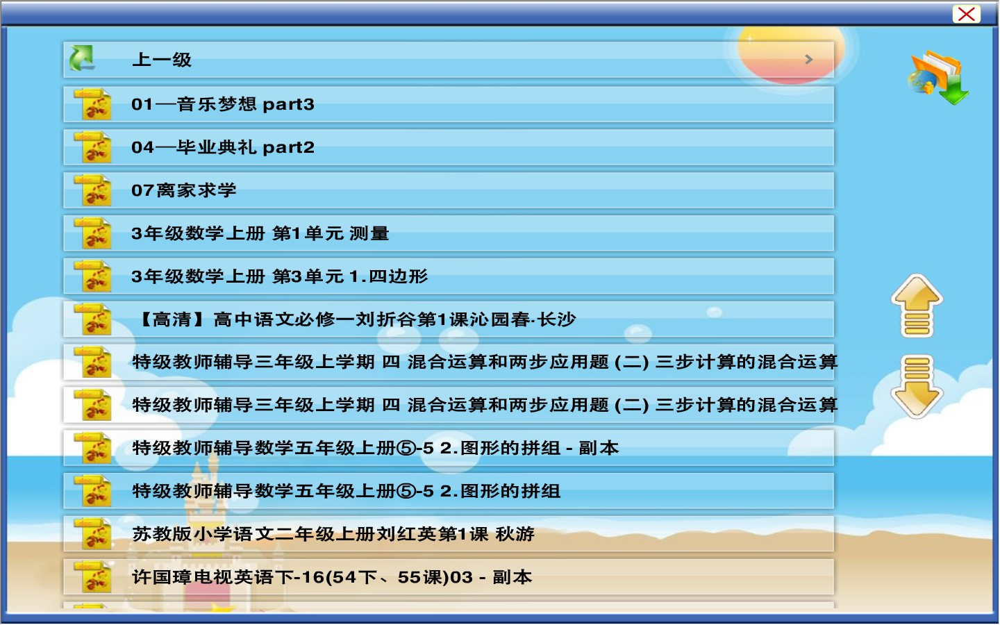 上一级
01—音乐梦想 part3
04—毕业典礼 part2
07离家求学
3年级数学上册 第1单元 测量
3年级数学上册 第3单元 1.四边形
【高清】高中语文必修一刘折谷第1课沁园春·长沙
特级教师辅导三年级上学期 四 混合运算和两步应用题 (二) 三步计算的混合运算
特级教师辅导三年级上学期 四 混合运算和两步应用题 (二) 三步计算的混合运算
特级教师辅导数学五年级上册⑤-5 2.图形的拼组 - 副本
特级教师辅导数学五年级上册⑤-5 2.图形的拼组
苏教版小学语文二年级上册刘红英第1课 秋游
许国璋电视英语下-16(54下、55课)03 - 副本